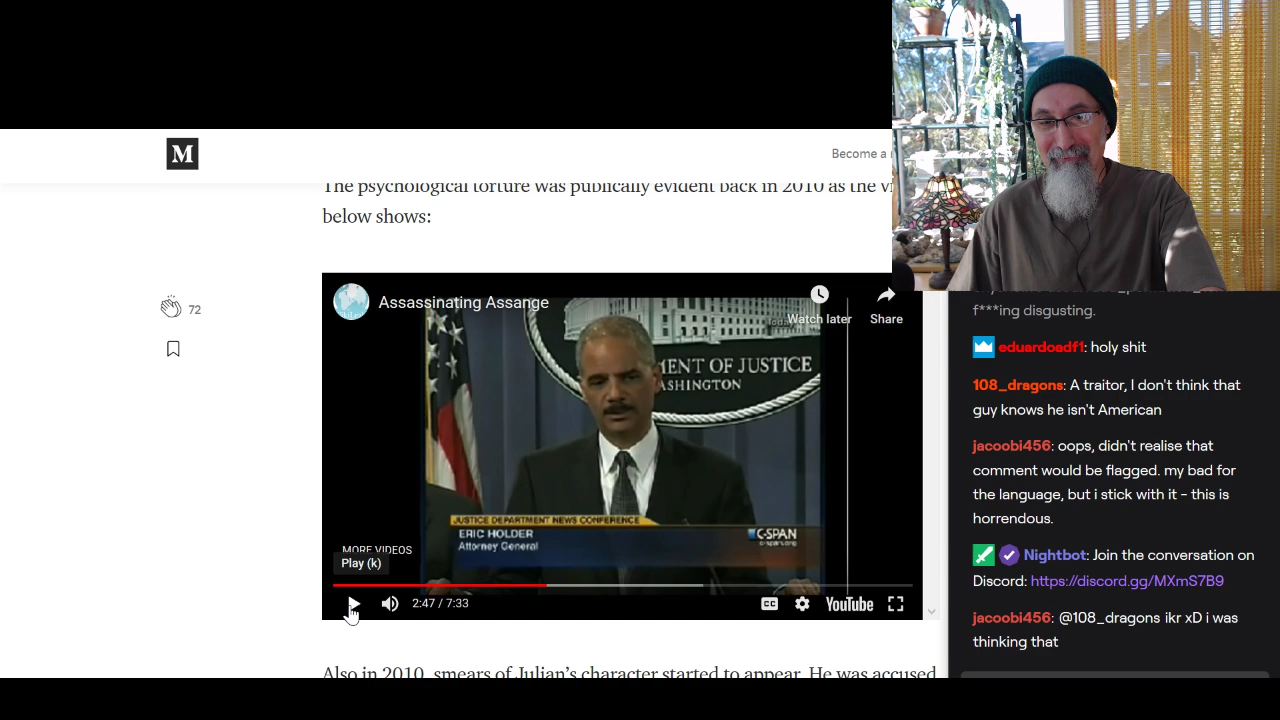 M
Become a
The psychological torture was publically evident back in 2010 as the
below shows:
72
Assassinating Assange
Watch later
Share
MENT OF JUSTICE
ASHINGTON
JUSTICE DEPARTMENT NEWS CONFERENCE
ERIC HOLDER
Attorney General
C-SPAN
c-span.org
MORE VIDEOS
Play (k)
2:47 / 7:33
CC
YouTube
Also in 2010, smears of Julian's character started to appear. He was accused
f***ing disgusting.
eduardoadf1: holy shit
108_dragons: A traitor, I don't think that
guy knows he isn't American
jacoobi456: oops, didn't realise that
comment would be flagged. my bad for
the language, but i stick with it - this is
horrendous.
Nightbot: Join the conversation on
Discord: https://discord.gg/MXmS7B9
jacoobi456: @108_dragons ikr xD i was
thinking that